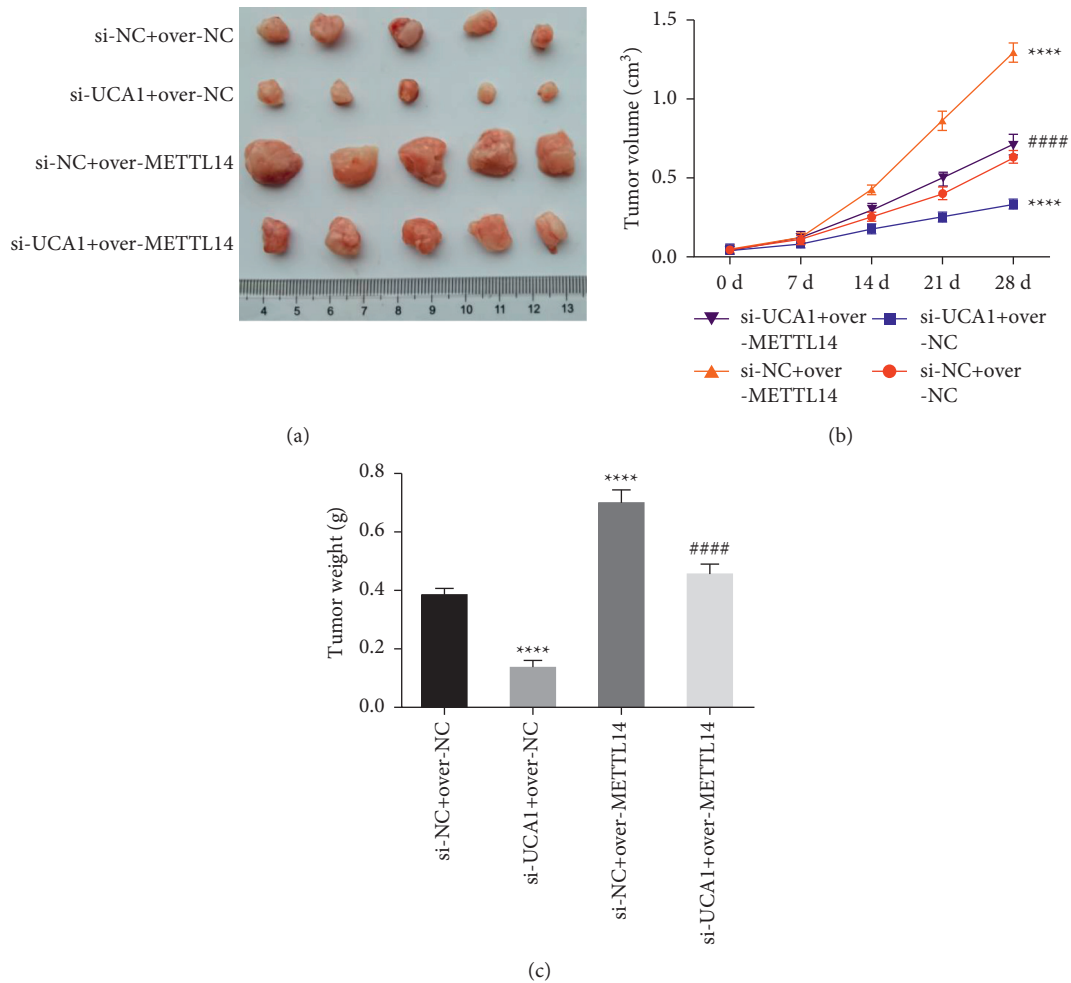 si-NC+over-NC
si-UCA1+over-NC
si-NC+over-METTL14
si-UCA1+over-METTL14
4 5 6 7 8 9 10 11 12 13
(a)
Tumor volume (cm³)
1.5
1.0
0.5
0.0
0 d 7 d 14 d 21 d 28 d
****
####
****
si-UCA1+over
-METTL14
si-UCA1+over
-NC
si-NC+over
-METTL14
si-NC+over
-NC
(b)
Tumor weight (g)
0.8
0.6
0.4
0.2
0.0
****
****
####
si-NC+over-NC
si-UCA1+over-NC
si-NC+over-METTL14
si-UCA1+over-METTL14
(c)